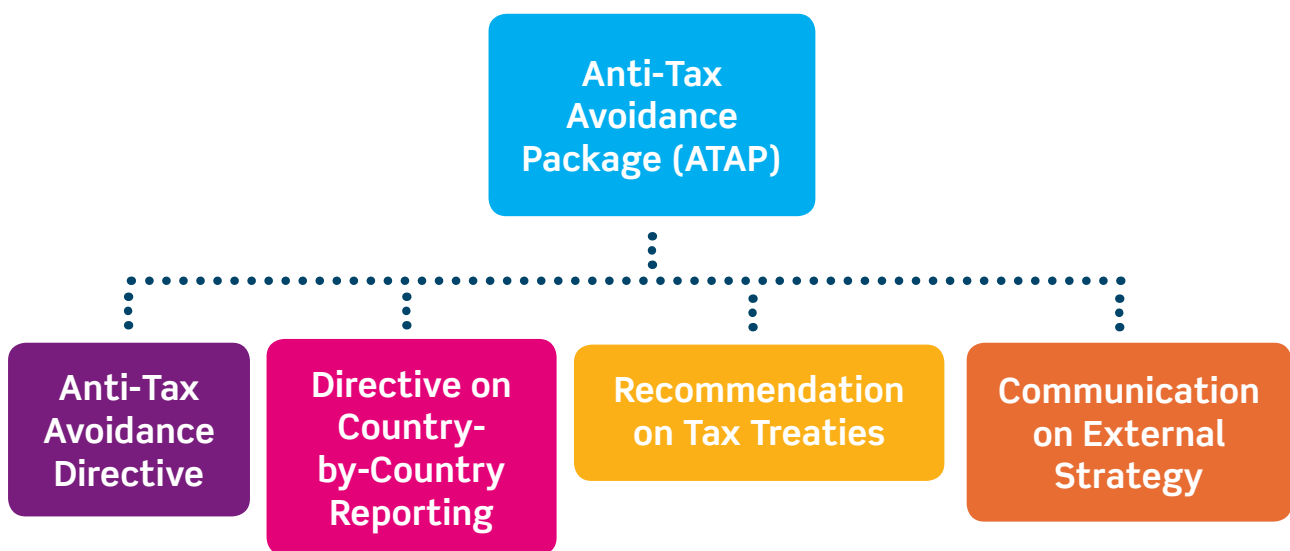 Anti-Tax
Avoidance
Package (ATAP)
Anti-Tax
Avoidance
Directive
Directive on
Country-
by-Country
Reporting
Recommendation
on Tax Treaties
Communication
on External
Strategy